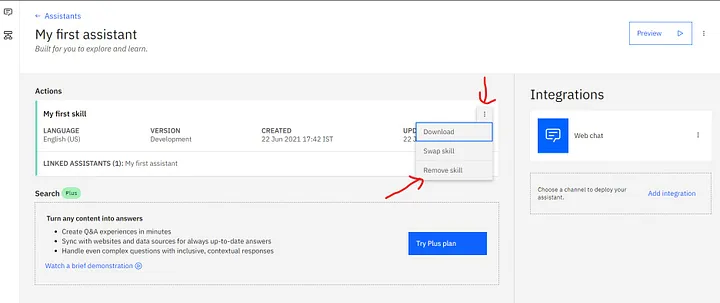 ← Assistants
My first assistant
Built for you to explore and learn.
Preview
Actions
My first skill
LANGUAGE VERSION CREATED
English (US) Development 22 Jun 2021 17:42 IST
LINKED ASSISTANTS (1): My first assistant
Download
Swap skill
Remove skill
Search Plus
Turn any content into answers
• Create Q&A experiences in minutes
• Sync with websites and data sources for always up-to-date answers
• Handle even complex questions with inclusive, contextual responses
Watch a brief demonstration
Try Plus plan
Integrations
Web chat
Choose a channel to deploy your
assistant.
Add integration